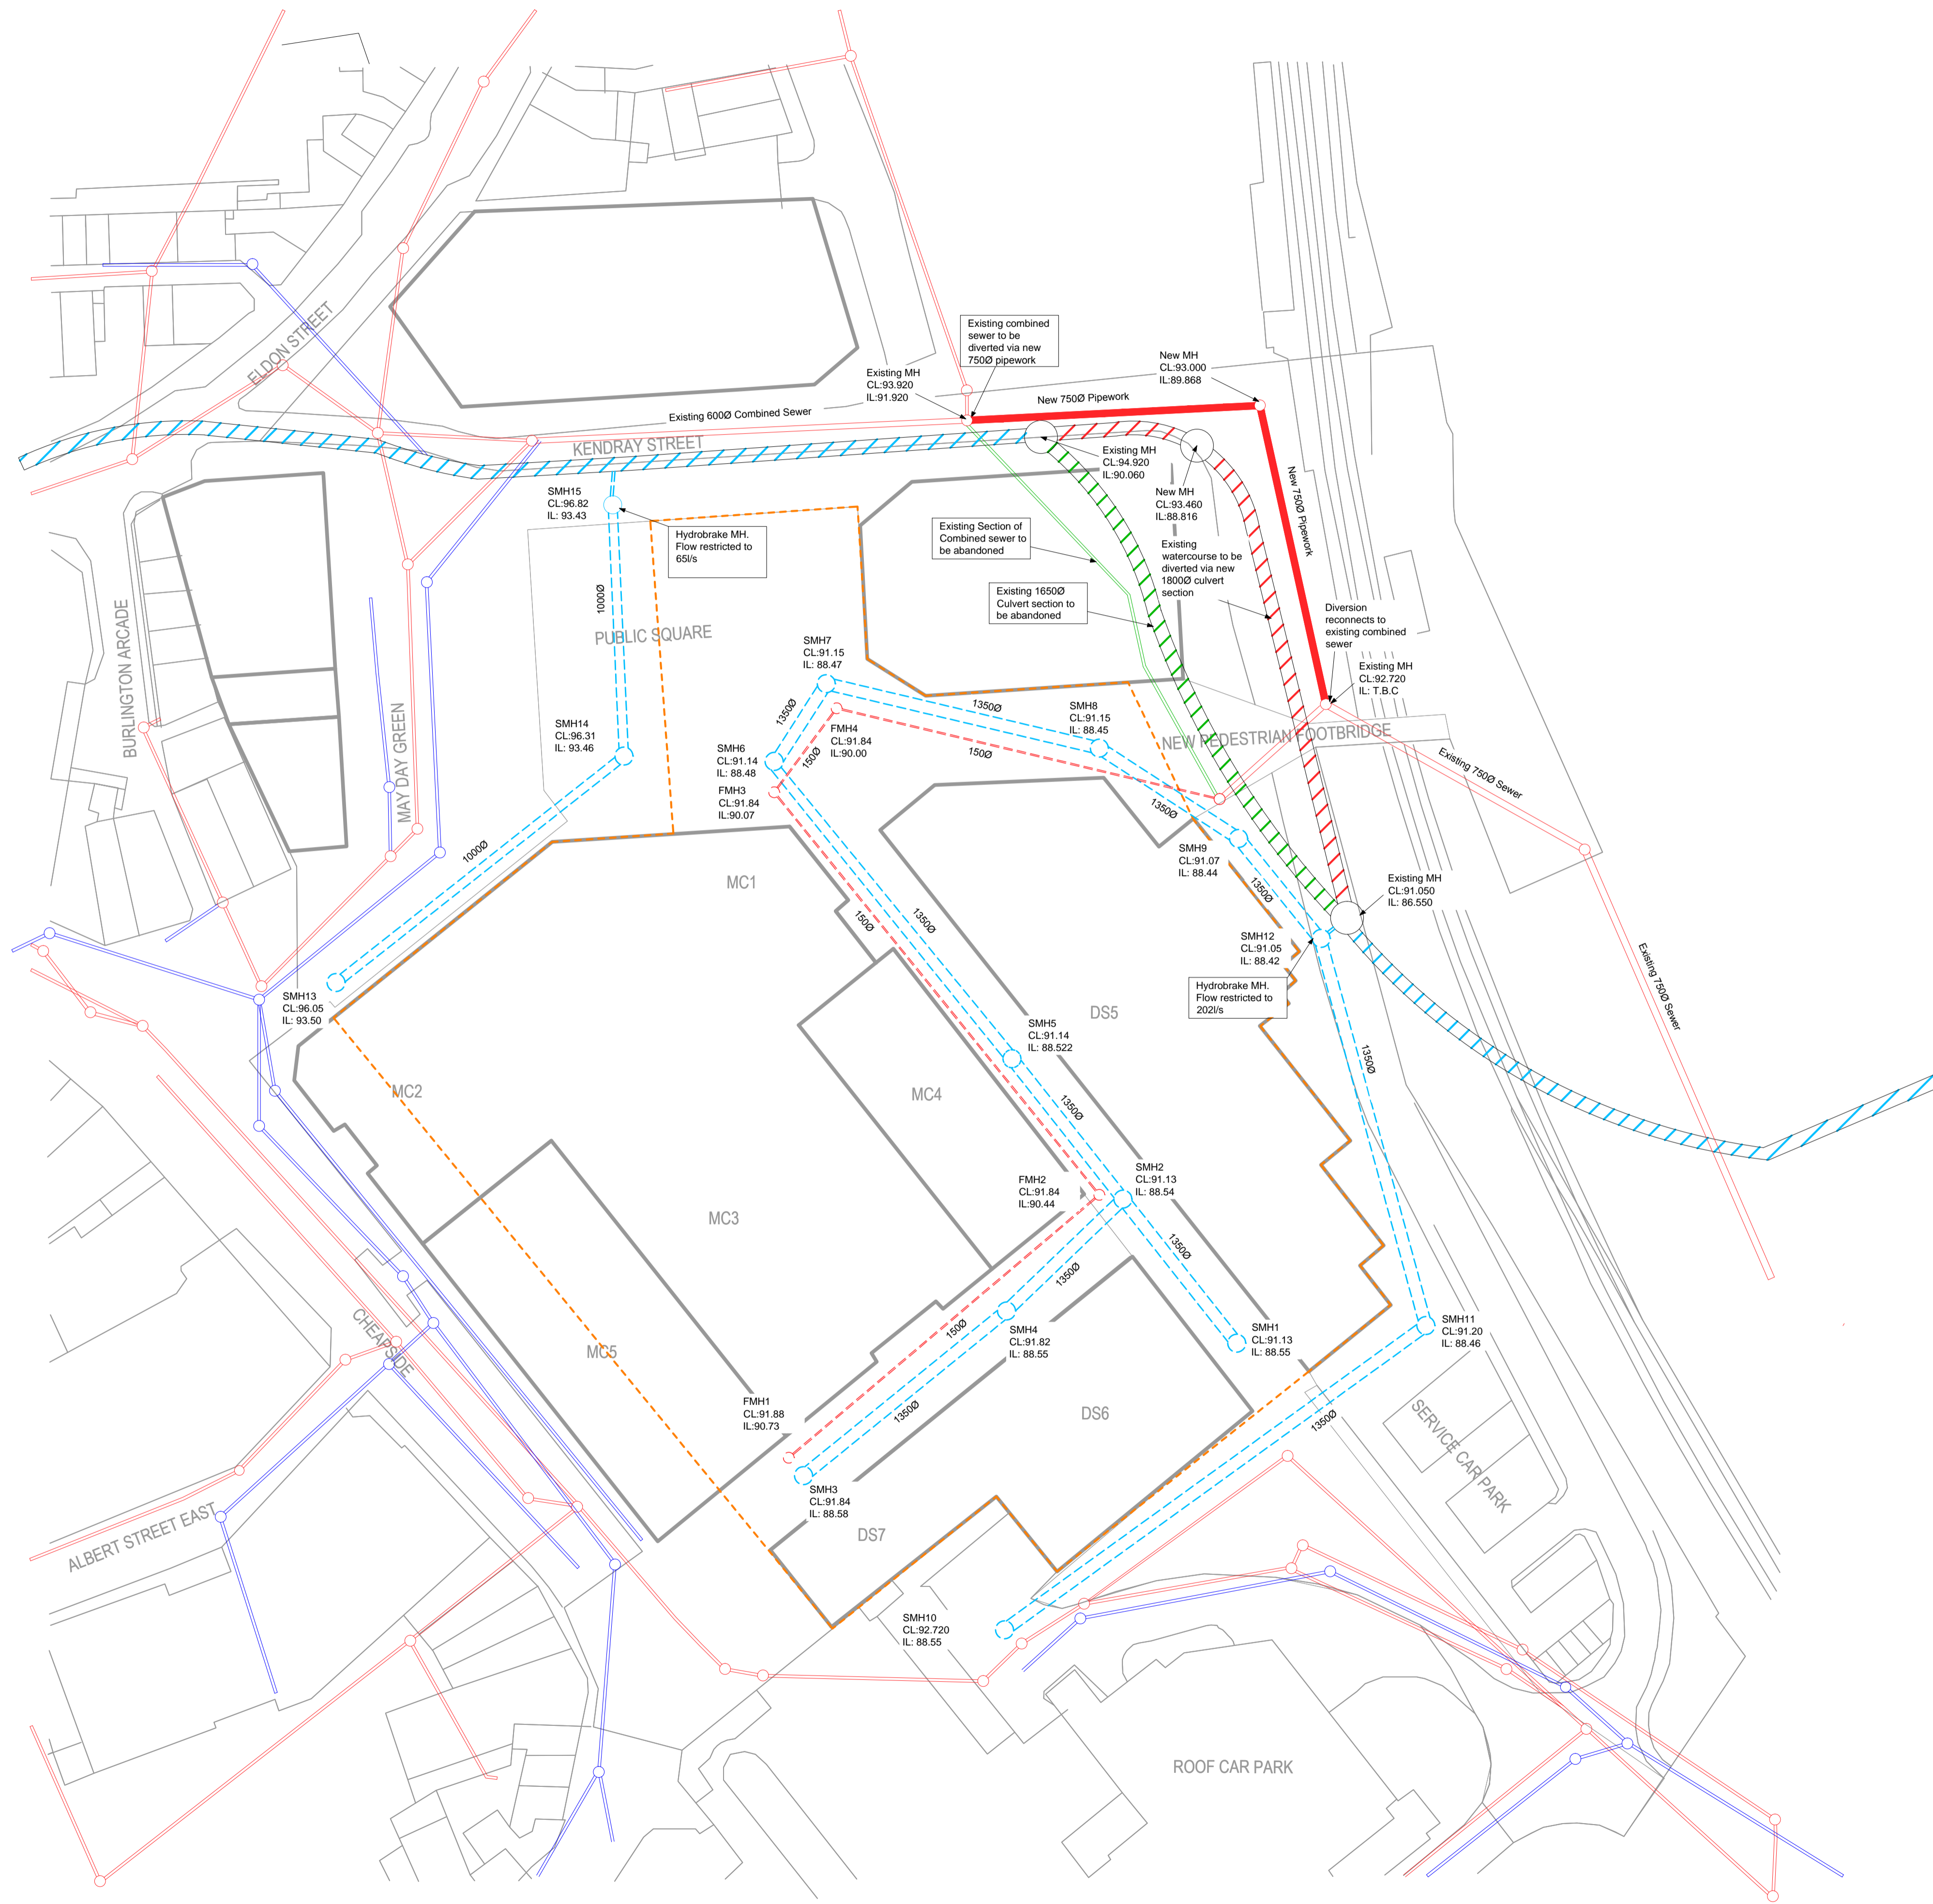 Existing combined
sewer to be
diverted via new
750Ø pipework
New MH
CL:93.000
IL:89.868
Existing MH
CL:93.920
IL:91.920
New 750Ø Pipework
ELDON STREET
Existing 600Ø Combined Sewer
KENDRAY STREET
Existing MH
CL:94.920
IL:90.060
New MH
CL:93.460
IL:88.816
New 750Ø Pipework
SMH15
CL:96.82
IL: 93.43
Hydrobrake MH.
Flow restricted to
65l/s
Existing Section of
Combined sewer to
be abandoned
Existing
watercourse to be
diverted via new
1800Ø culvert
section
Existing 1650Ø
Culvert section to
be abandoned
1000Ø
PUBLIC SQUARE
BURLINGTON ARCADE
MAY DAY GREEN
Diversion
reconnects to
existing combined
sewer
SMH7
CL:91.15
IL: 88.47
Existing MH
CL:92.720
IL: T.B.C
1350Ø
1350Ø
SMH14
CL:96.31
IL: 93.46
SMH8
CL:91.15
IL: 88.45
FMH4
CL:91.84
IL:90.00
NEW PEDESTRIAN FOOTBRIDGE
SMH6
CL:91.14
IL: 88.48
150Ø
150Ø
Existing 750Ø Sewer
FMH3
CL:91.84
IL:90.07
1350Ø
SMH9
CL:91.07
IL: 88.44
1000Ø
MC1
1350Ø
Existing MH
CL:91.050
IL: 86.550
150Ø
1350Ø
SMH12
CL:91.05
IL: 88.42
Existing 750Ø Sewer
Hydrobrake MH.
Flow restricted to
202l/s
SMH13
CL:96.05
IL: 93.50
DS5
SMH5
CL:91.14
IL: 88.522
1350Ø
MC2
MC4
1350Ø
SMH2
CL:91.13
IL: 88.54
FMH2
CL:91.84
IL:90.44
MC3
1350Ø
1350Ø
CHEAPSIDE
150Ø
SMH4
CL:91.82
IL: 88.55
SMH1
CL:91.13
IL: 88.55
SMH11
CL:91.20
IL: 88.46
MC5
FMH1
CL:91.88
IL:90.73
1350Ø
DS6
1350Ø
SERVICE CAR PARK
SMH3
CL:91.84
IL: 88.58
ALBERT STREET EAST
DS7
SMH10
CL:92.720
IL: 88.55
ROOF CAR PARK